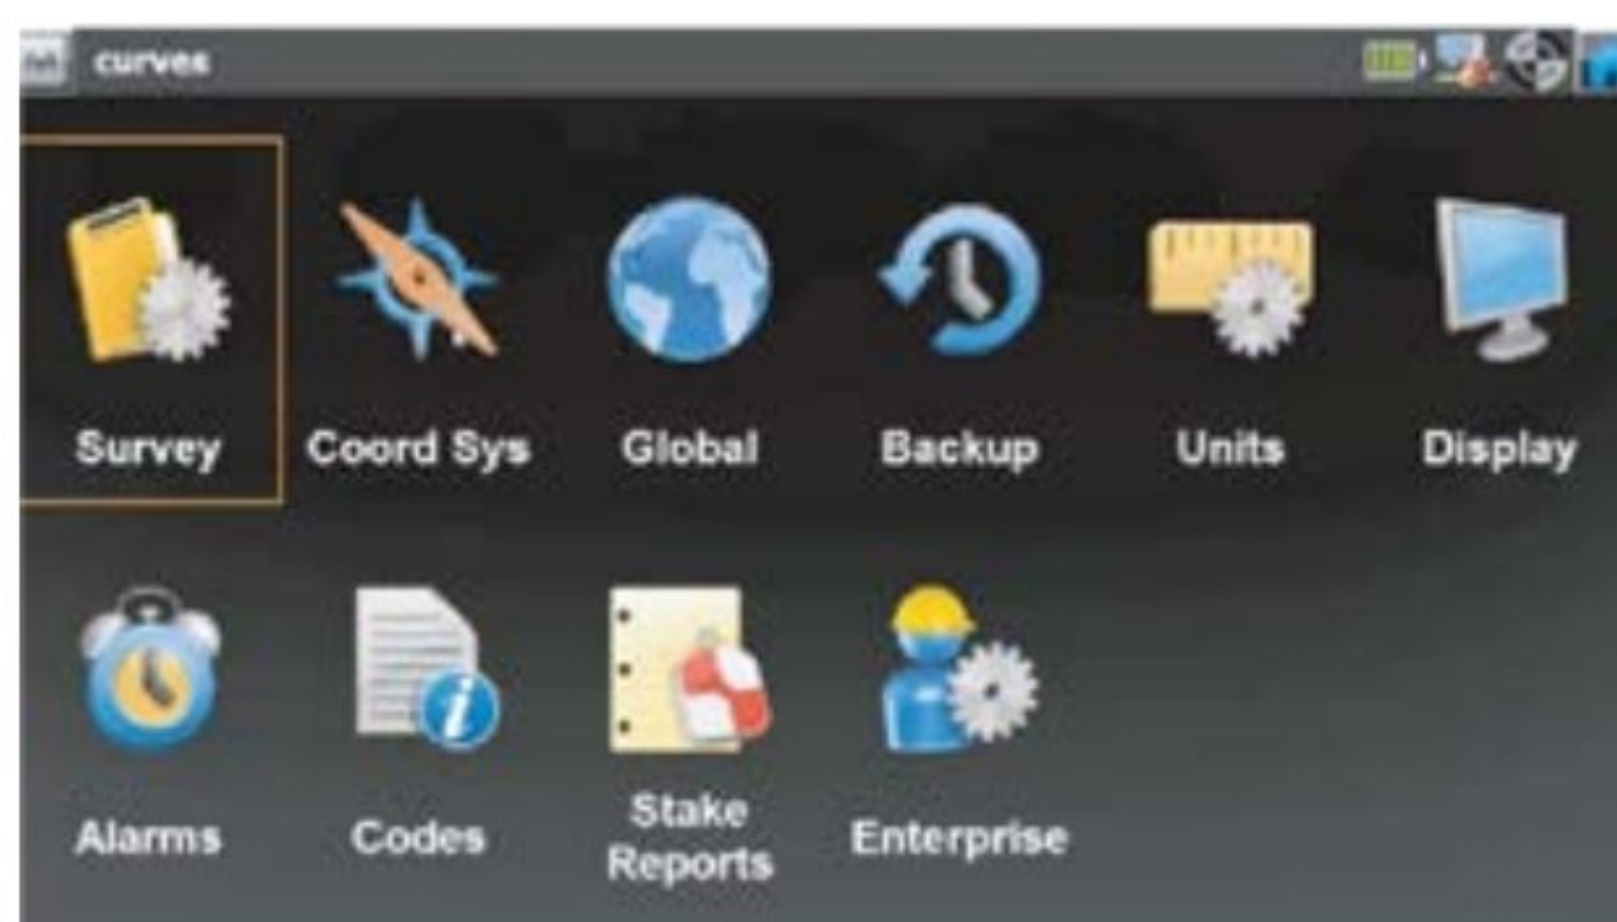 curves
Survey
Coord Sys
Global
Backup
Units
Display
Alarms
Codes
Stake
Reports
Enterprise